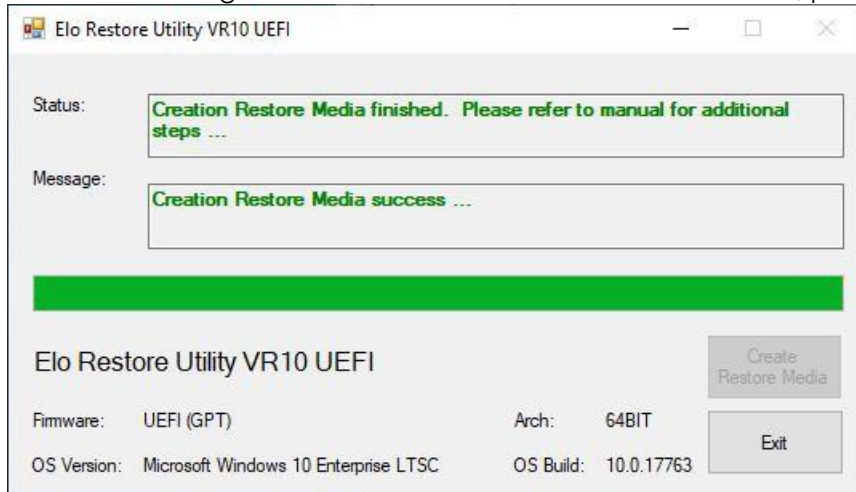 Elo Restore Utility VR10 UEFI
Status:
Creation Restore Media finished. Please refer to manual for additional
steps ...
Message:
Creation Restore Media success ...
Elo Restore Utility VR10 UEFI
Create
Restore Media
Firmware: UEFI (GPT) Arch: 64BIT
Exit
OS Version: Microsoft Windows 10 Enterprise LTSC OS Build: 10.0.17763